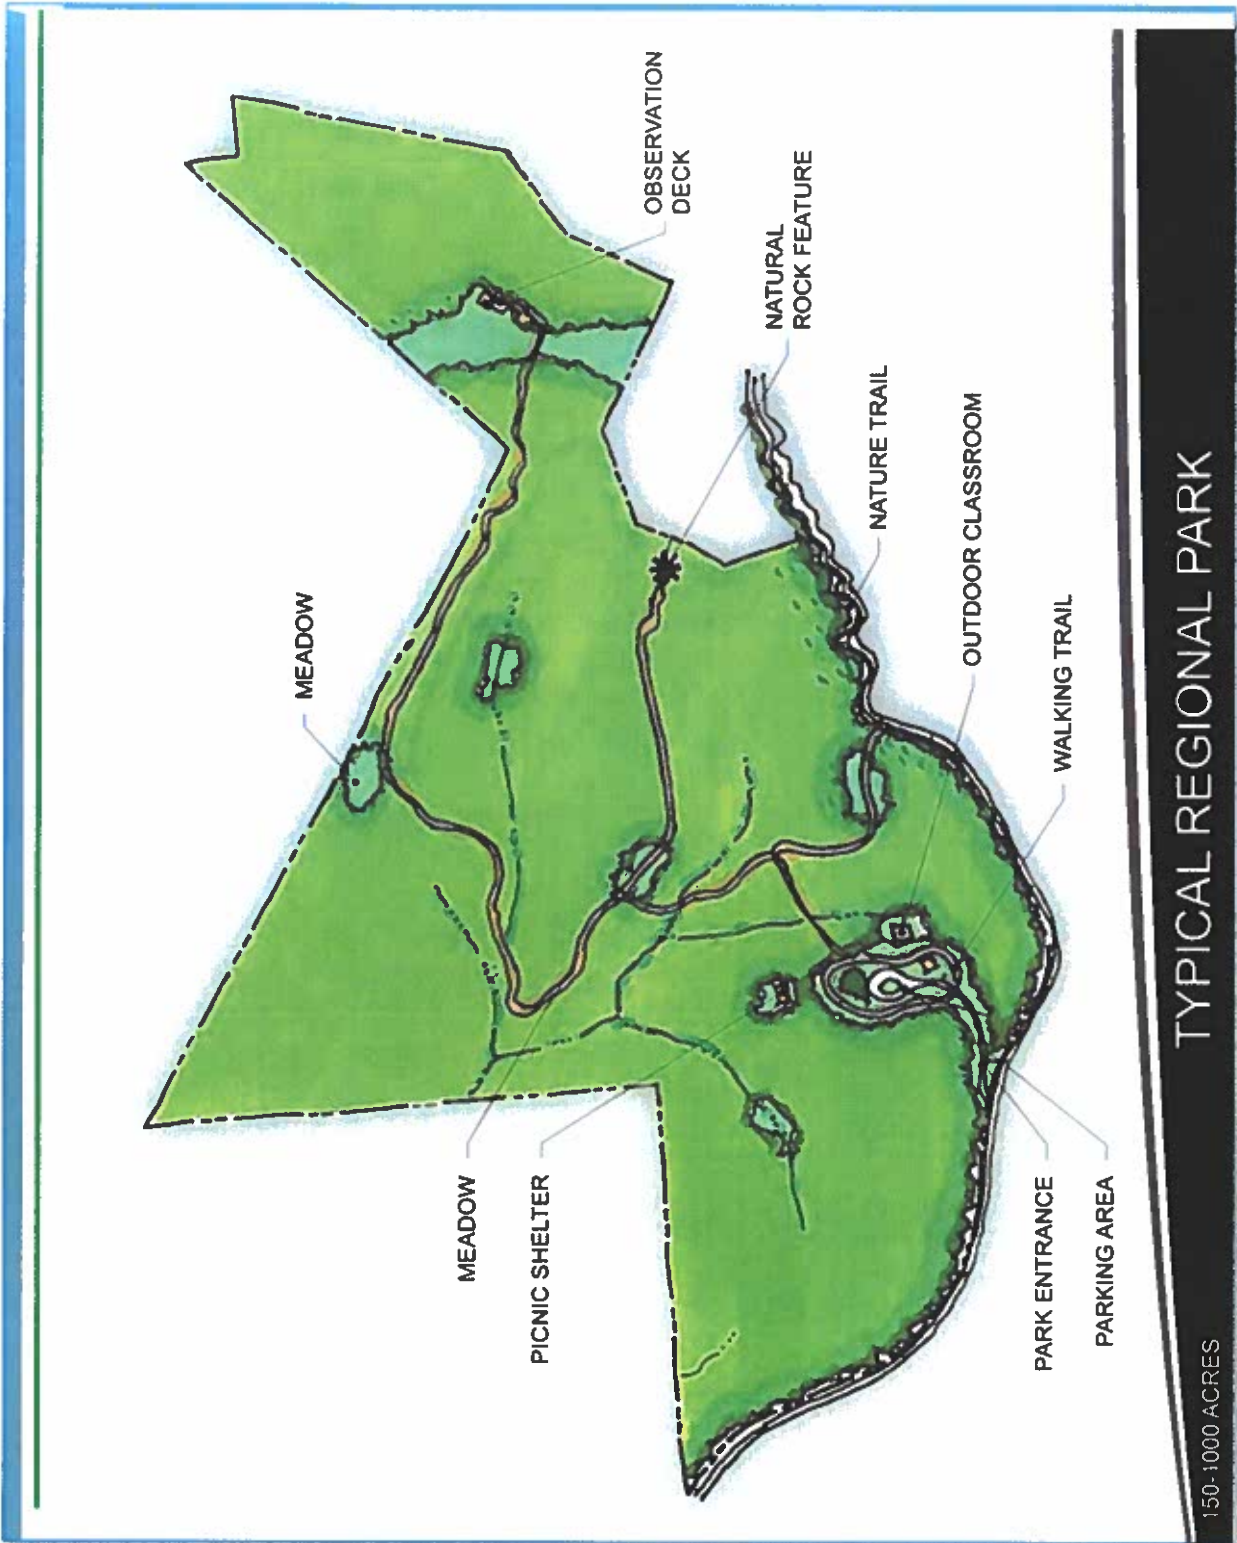 MEADOW
OBSERVATION
DECK
NATURAL
ROCK FEATURE
NATURE TRAIL
OUTDOOR CLASSROOM
WALKING TRAIL
MEADOW
PICNIC SHELTER
PARK ENTRANCE
PARKING AREA
TYPICAL REGIONAL PARK
150-1000 ACRES